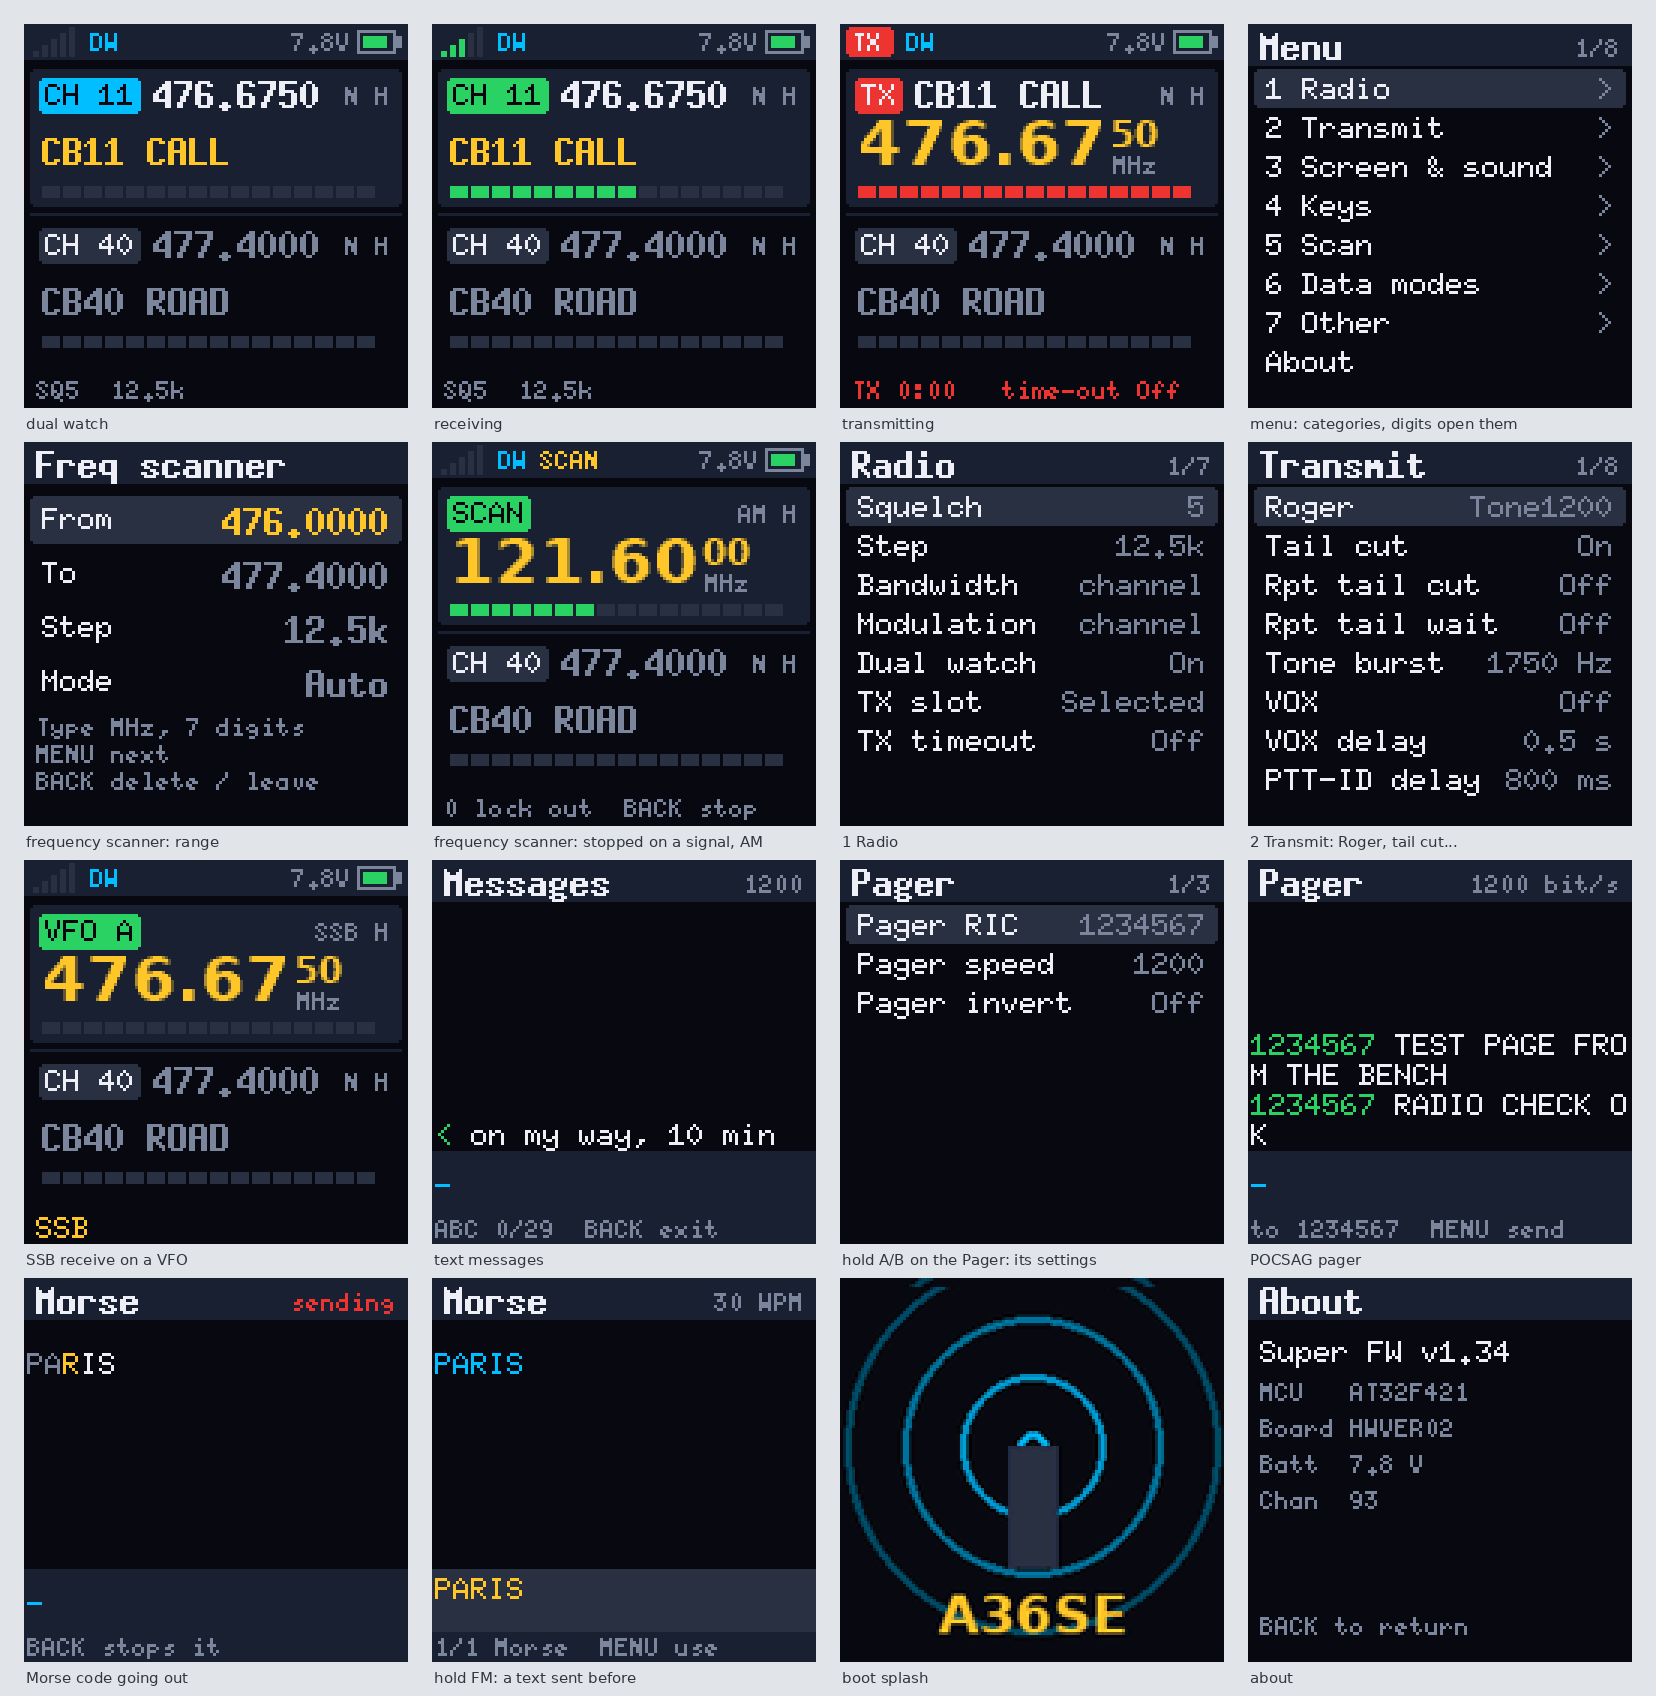 DW 7.8V
CH 11 476.6750 N H
CB11 CALL
CH 40 477.4000 N H
CB40 ROAD
SQ5 12.5k
dual watch
DW 7.8V
CH 11 476.6750 N H
CB11 CALL
CH 40 477.4000 N H
CB40 ROAD
SQ5 12.5k
receiving
TX DW 7.8V
TX CB11 CALL N H
476.6750 MHz
CH 40 477.4000 N H
CB40 ROAD
TX 0:00 time-out Off
transmitting
Menu 1/8
1 Radio >
2 Transmit >
3 Screen & sound >
4 Keys >
5 Scan >
6 Data modes >
7 Other >
About
menu: categories, digits open them
Freq scanner
From 476.0000
To 477.4000
Step 12.5k
Mode Auto
Type MHz, 7 digits
MENU next
BACK delete / leave
frequency scanner: range
DW SCAN 7.8V
SCAN AM H
121.6000 MHz
CH 40 477.4000 N H
CB40 ROAD
0 lock out BACK stop
frequency scanner: stopped on a signal, AM
Radio 1/7
Squelch 5
Step 12.5k
Bandwidth channel
Modulation channel
Dual watch On
TX slot Selected
TX timeout Off
1 Radio
Transmit 1/8
Roger Tone1200
Tail cut On
Rpt tail cut Off
Rpt tail wait Off
Tone burst 1750 Hz
VOX Off
VOX delay 0.5 s
PTT-ID delay 800 ms
2 Transmit: Roger, tail cut...
DW 7.8V
VFO A SSB H
476.6750 MHz
CH 40 477.4000 N H
CB40 ROAD
SSB
SSB receive on a VFO
Messages 1200
< on my way, 10 min
_
ABC 0/29 BACK exit
text messages
Pager 1/3
Pager RIC 1234567
Pager speed 1200
Pager invert Off
hold A/B on the Pager: its settings
Pager 1200 bit/s
1234567 TEST PAGE FRO
M THE BENCH
1234567 RADIO CHECK O
K
_
to 1234567 MENU send
POCSAG pager
Morse sending
PARIS
_
BACK stops it
Morse code going out
Morse 30 WPM
PARIS
PARIS
1/1 Morse MENU use
hold FM: a text sent before
A36SE
boot splash
About
Super FW v1.34
MCU AT32F421
Board HWVER02
Batt 7.8 V
Chan 93
BACK to return
about